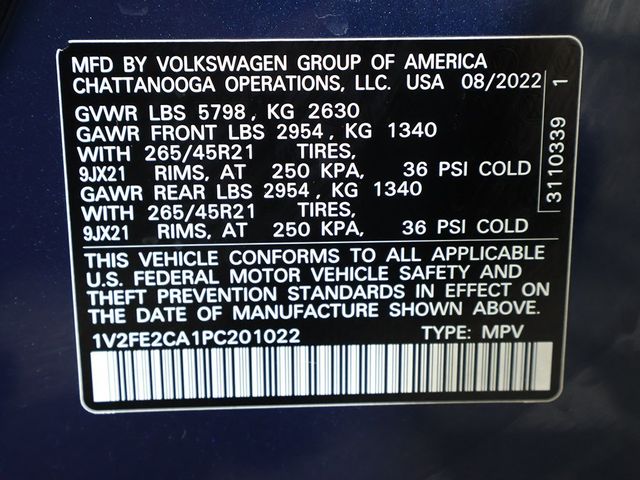 MFD BY VOLKSWAGEN GROUP OF AMERICA
CHATTANOOGA OPERATIONS, LLC. USA 08/2022
GVWR LBS 5798, KG 2630
GAWR FRONT LBS 2954, KG 1340
WITH 265/45R21 TIRES,
9JX21 RIMS, AT 250 KPA, 36 PSI COLD
GAWR REAR LBS 2954, KG 1340
WITH 265/45R21 TIRES,
9JX21 RIMS, AT 250 KPA, 36 PSI COLD
THIS VEHICLE CONFORMS TO ALL APPLICABLE
U.S. FEDERAL MOTOR VEHICLE SAFETY AND
THEFT PREVENTION STANDARDS IN EFFECT ON
THE DATE OF MANUFACTURE SHOWN ABOVE.
1V2FE2CA1PC201022 TYPE: MPV
3110339 1